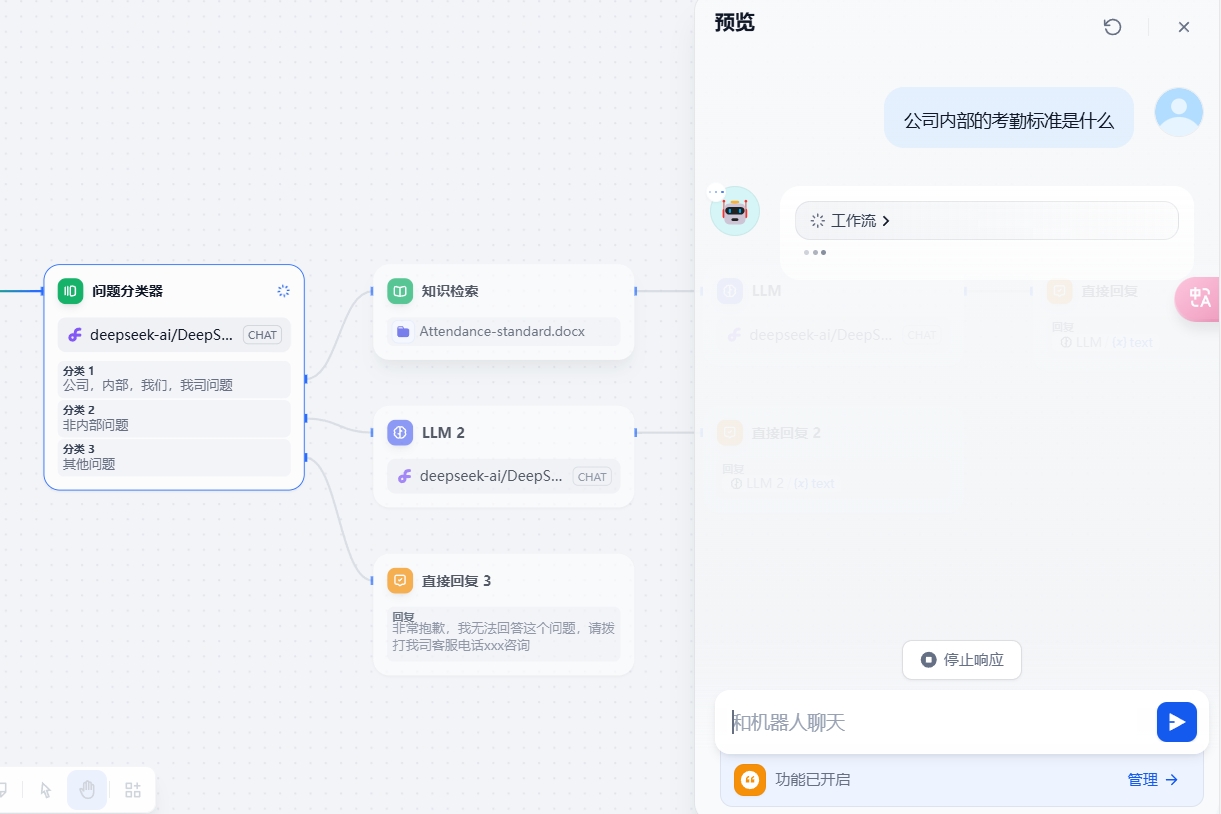 预览
公司内部的考勤标准是什么
工作流
问题分类器
deepseek-ai/DeepS... CHAT
分类 1
公司，内部，我们，我司问题
分类 2
非内部问题
分类 3
其他问题
知识检索
Attendance-standard.docx
LLM
deepseek-ai/DeepS... CHAT
直接回复
回复
LLM {x} text
LLM 2
deepseek-ai/DeepS... CHAT
直接回复 2
回复
LLM 2 {x} text
直接回复 3
回复
非常抱歉，我无法回答这个问题，请拨
打我司客服电话xxx咨询
中
A
停止响应
和机器人聊天
功能已开启
管理